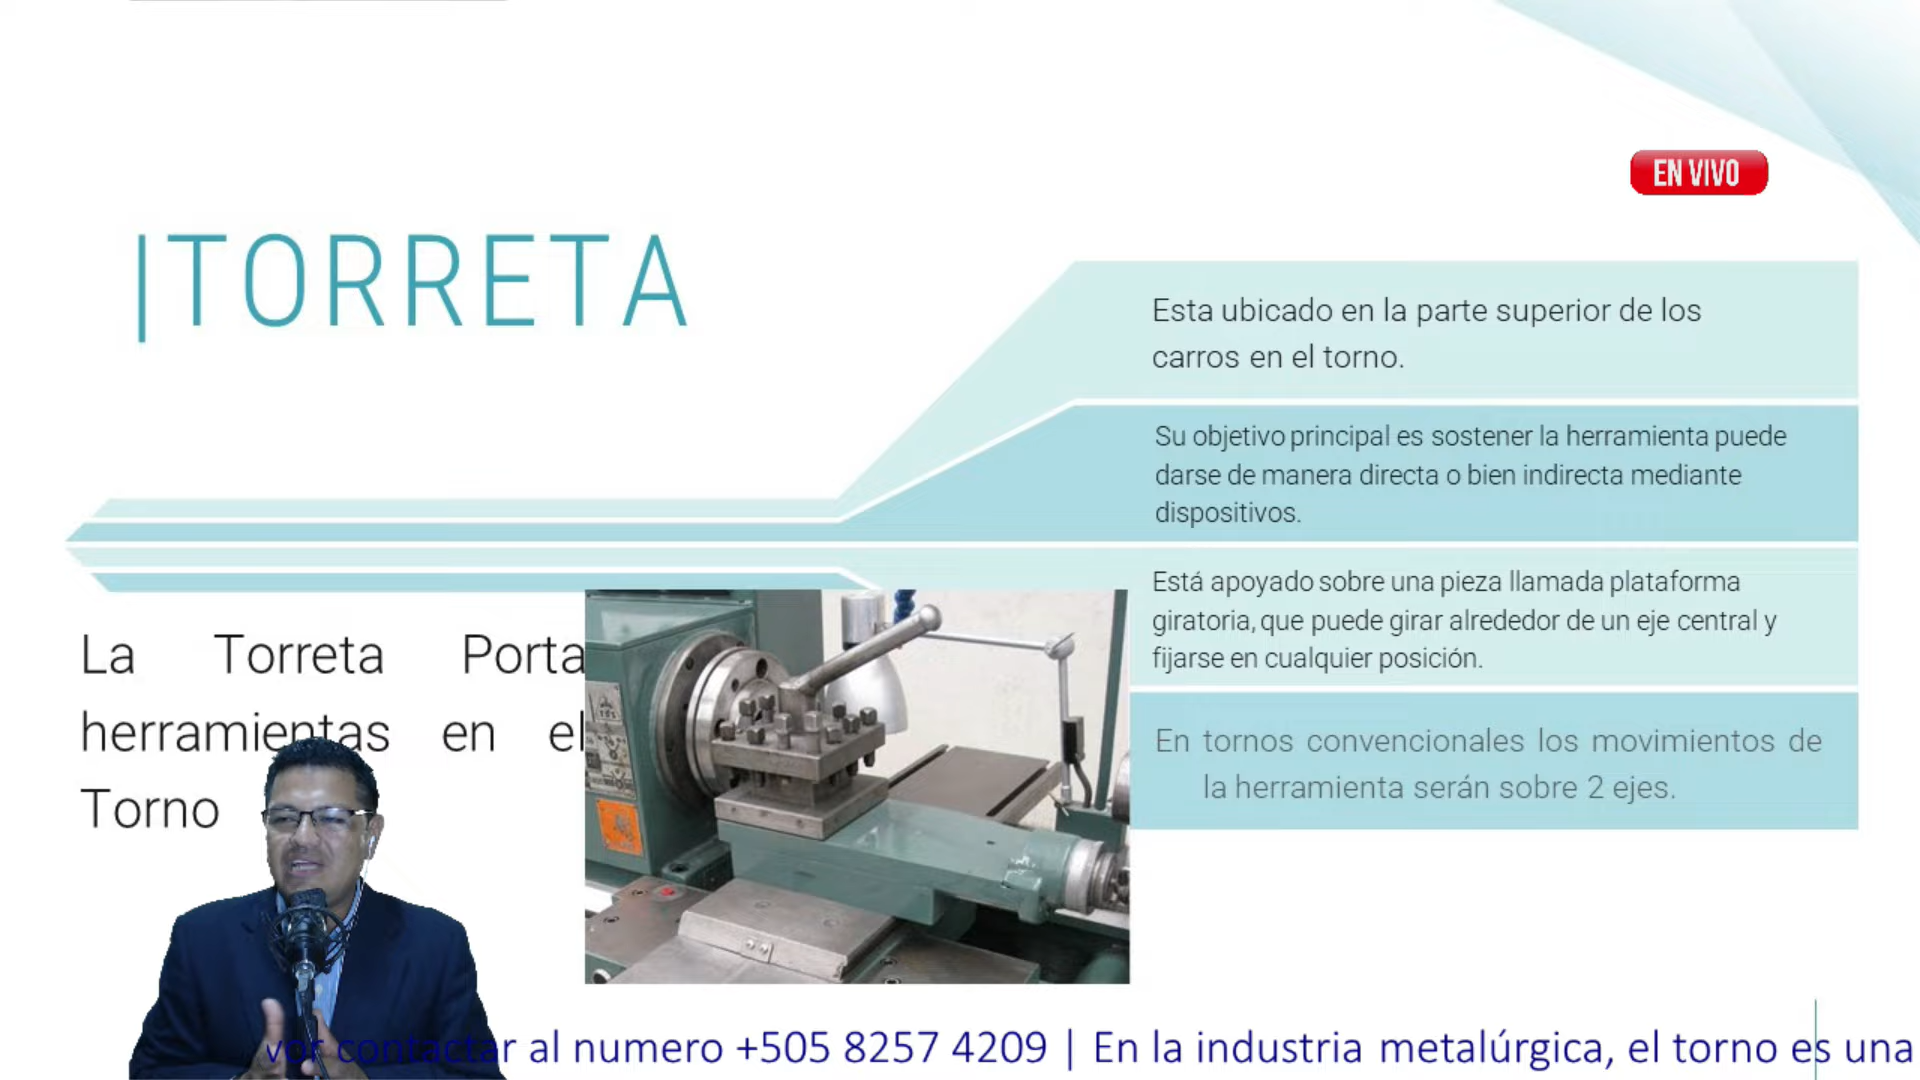 EN VIVO
|TORRETA
Esta ubicado en la parte superior de los
carros en el torno.
Su objetivo principal es sostener la herramienta puede
darse de manera directa o bien indirecta mediante
dispositivos.
Está apoyado sobre una pieza llamada plataforma
giratoria, que puede girar alrededor de un eje central y
fijarse en cualquier posición.
En tornos convencionales los movimientos de
la herramienta serán sobre 2 ejes.
La Torreta Porta
herramientas en el
Torno
vor contactar al numero +505 8257 4209 | En la industria metalúrgica, el torno es una